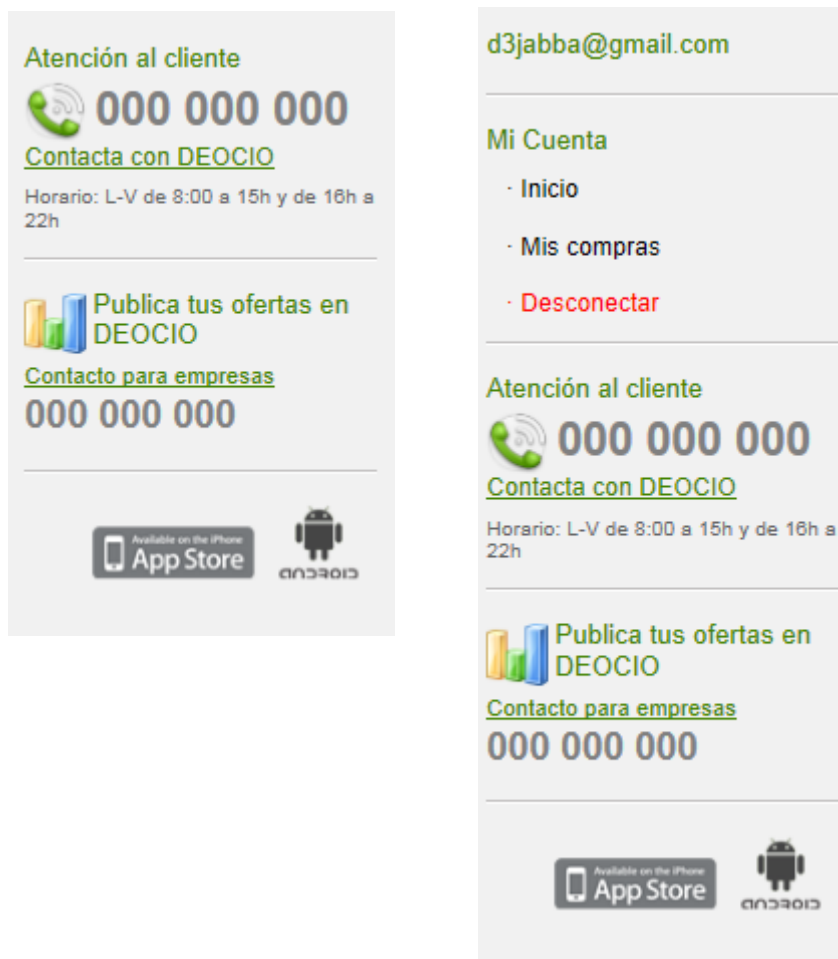 Atención al cliente
000 000 000
Contacta con DEOCIO
Horario: L-V de 8:00 a 15h y de 16h a
22h
Publica tus ofertas en
DEOCIO
Contacto para empresas
000 000 000
Available on the iPhone
App Store
ANDROID
d3jabba@gmail.com
Mi Cuenta
· Inicio
· Mis compras
· Desconectar
Atención al cliente
000 000 000
Contacta con DEOCIO
Horario: L-V de 8:00 a 15h y de 16h a
22h
Publica tus ofertas en
DEOCIO
Contacto para empresas
000 000 000
Available on the iPhone
App Store
ANDROID